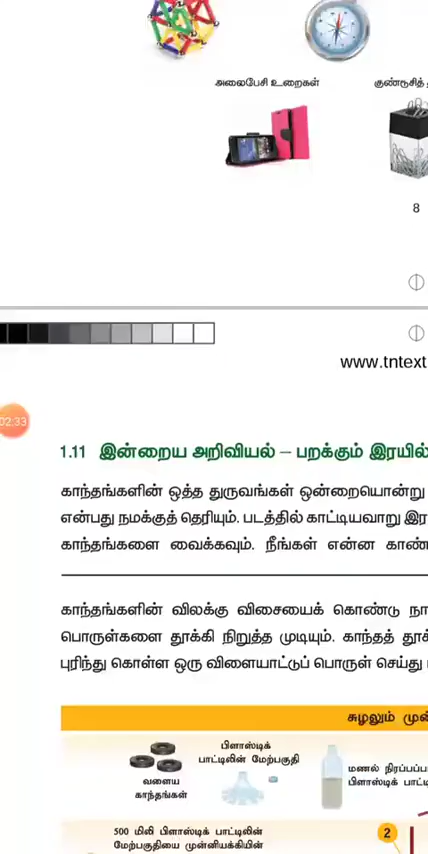 அலைபேசி உறைகள்
குண்டூசித்
8
www.tntext
02:33
1.11 இன்றைய அறிவியல் – பறக்கும் இரயில்
காந்தங்களின் ஒத்த துருவங்கள் ஒன்றையொன்று
என்பது நமக்குத் தெரியும். படத்தில் காட்டியவாறு இர
காந்தங்களை வைக்கவும். நீங்கள் என்ன காண்
காந்தங்களின் விலக்கு விசையைக் கொண்டு நா
பொருள்களை தூக்கி நிறுத்த முடியும். காந்தத் தூக்
புரிந்து கொள்ள ஒரு விளையாட்டுப் பொருள் செய்து
சுழலும் முன்
பிளாஸ்டிக்
பாட்டிலின் மேற்பகுதி
வளைய
காந்தங்கள்
மணல் நிரப்பப்ப
பிளாஸ்டிக் பாட்டி
500 மிலி பிளாஸ்டிக் பாட்டிலின்
மேற்பகுதியை முன்னியக்கியின்
2